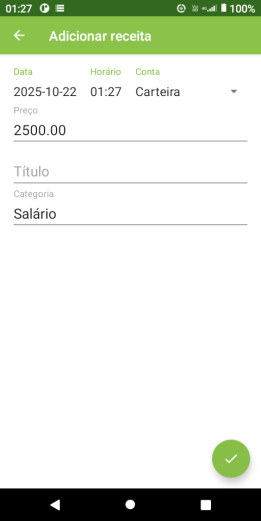 01:27 100%
Adicionar receita
Data Horário Conta
2025-10-22 01:27 Carteira
Preço
2500.00
Título
Categoria
Salário